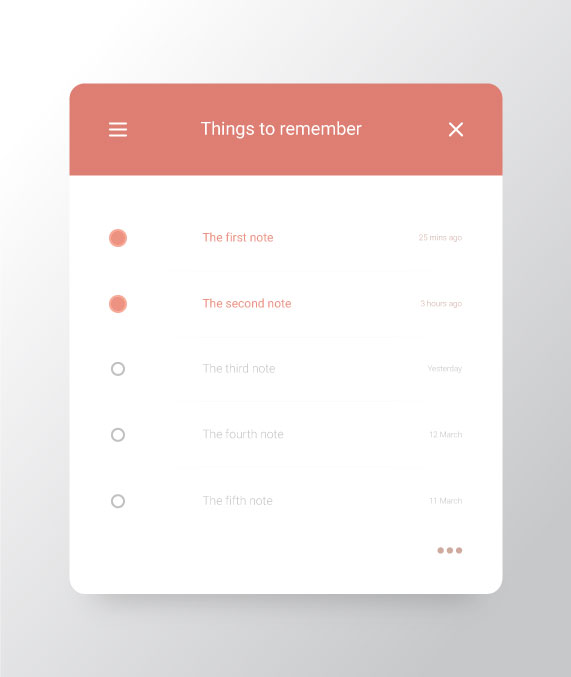 Things to remember
The first note 25 mins ago
The second note 3 hours ago
The third note Yesterday
The fourth note 12 March
The fifth note 11 March